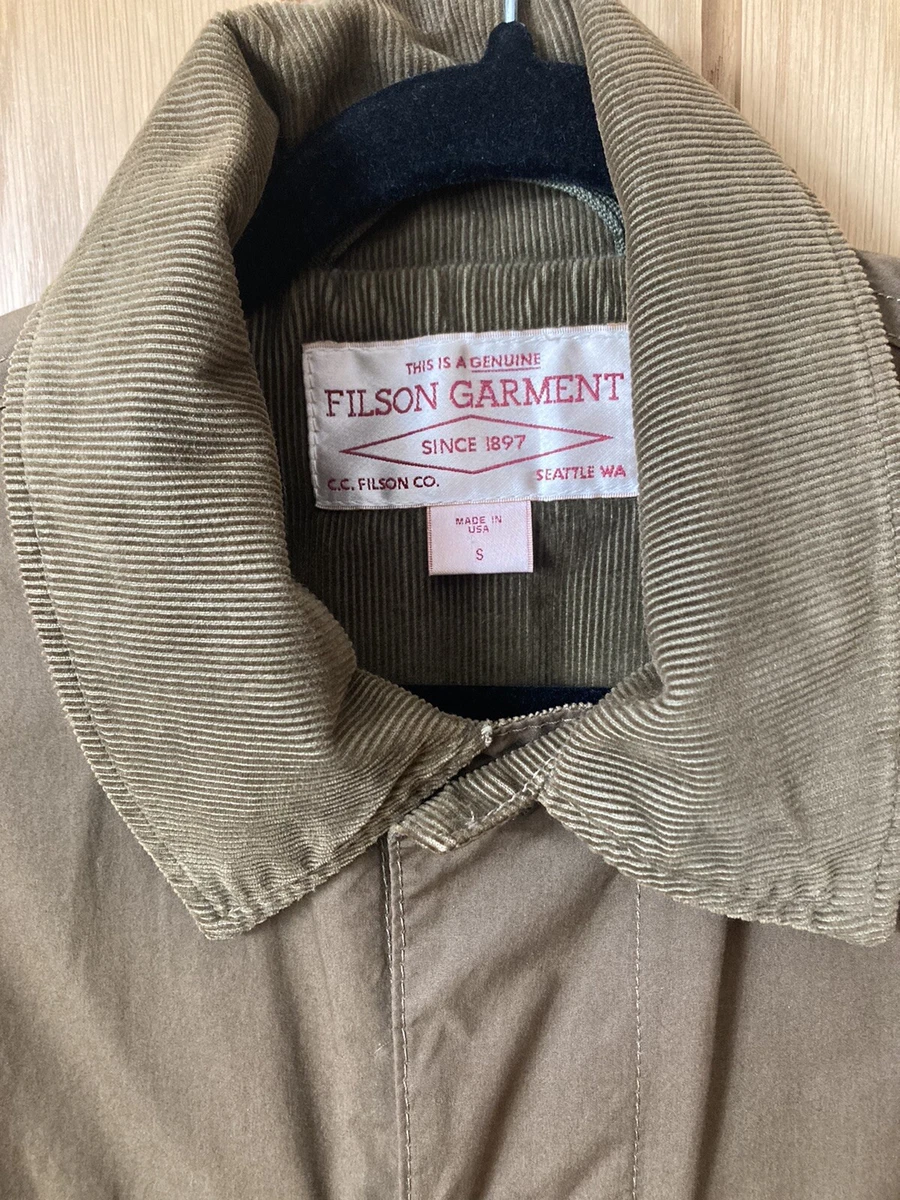 THIS IS A GENUINE
FILSON GARMENT
SINCE 1897
C.C. FILSON CO. SEATTLE WA
MADE IN
USA
S